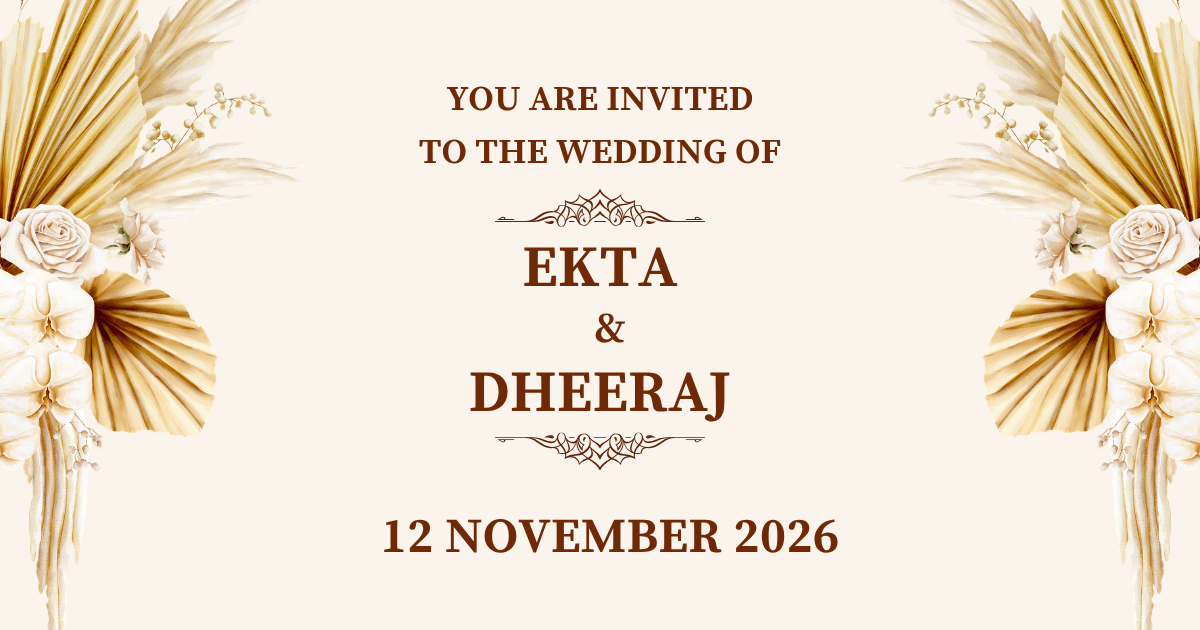 YOU ARE INVITED
TO THE WEDDING OF
EKTA
&
DHEERAJ
12 NOVEMBER 2026